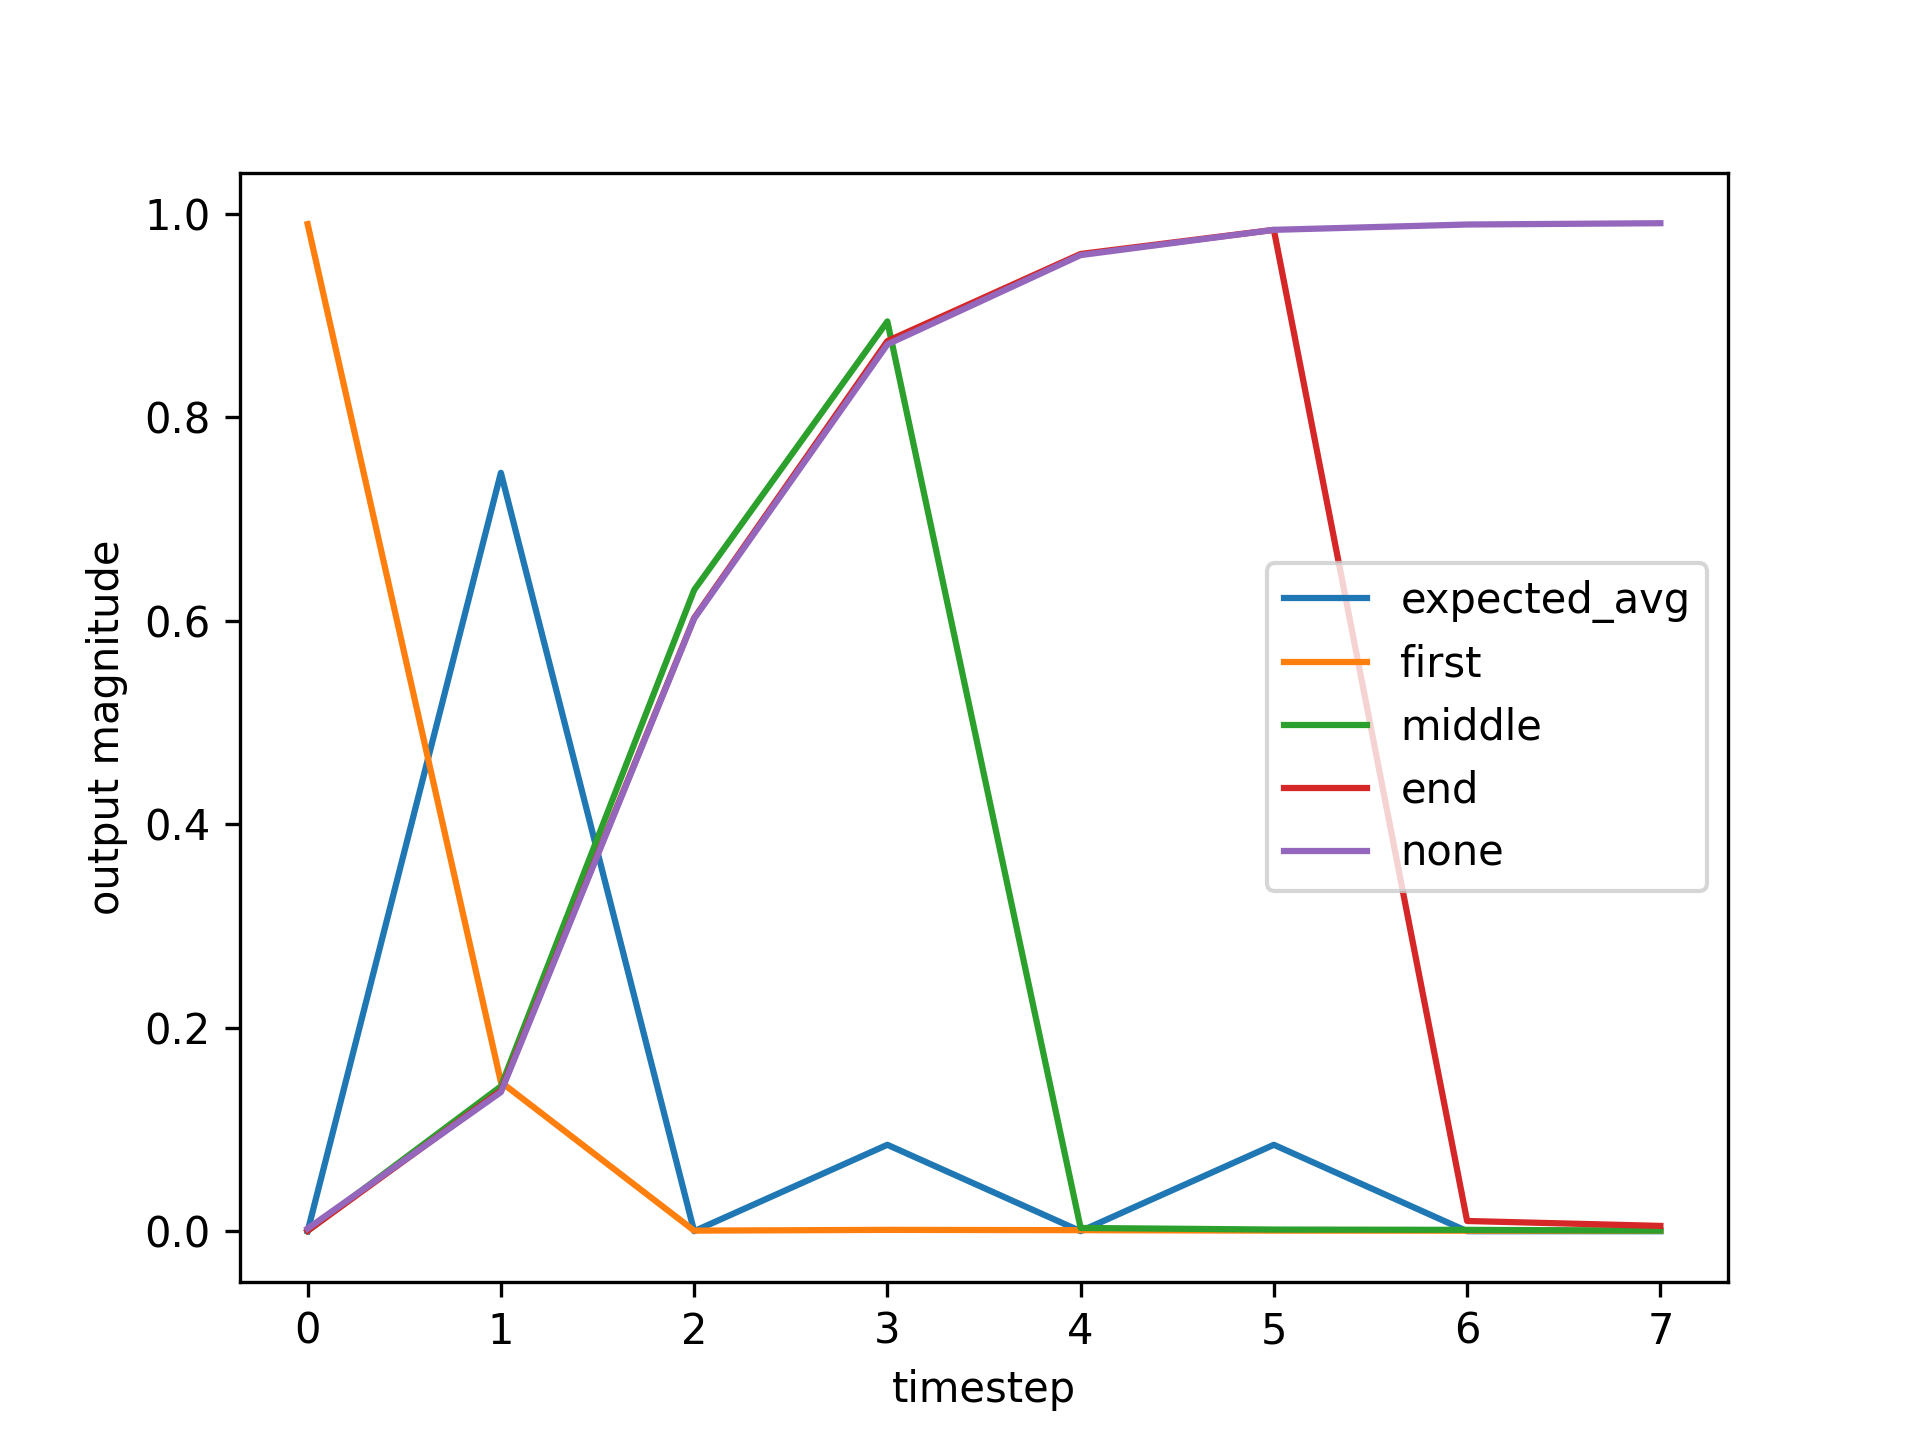 1.0
0.8
0.6
0.4
0.2
0.0
output magnitude
expected_avg
first
middle
end
none
0 1 2 3 4 5 6 7
timestep